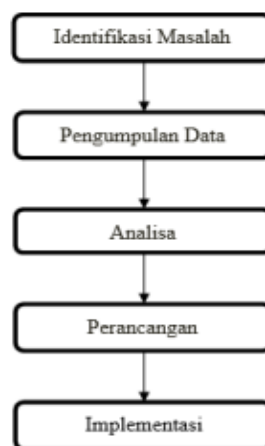 Identifikasi Masalah
Pengumpulan Data
Analisa
Perancangan
Implementasi